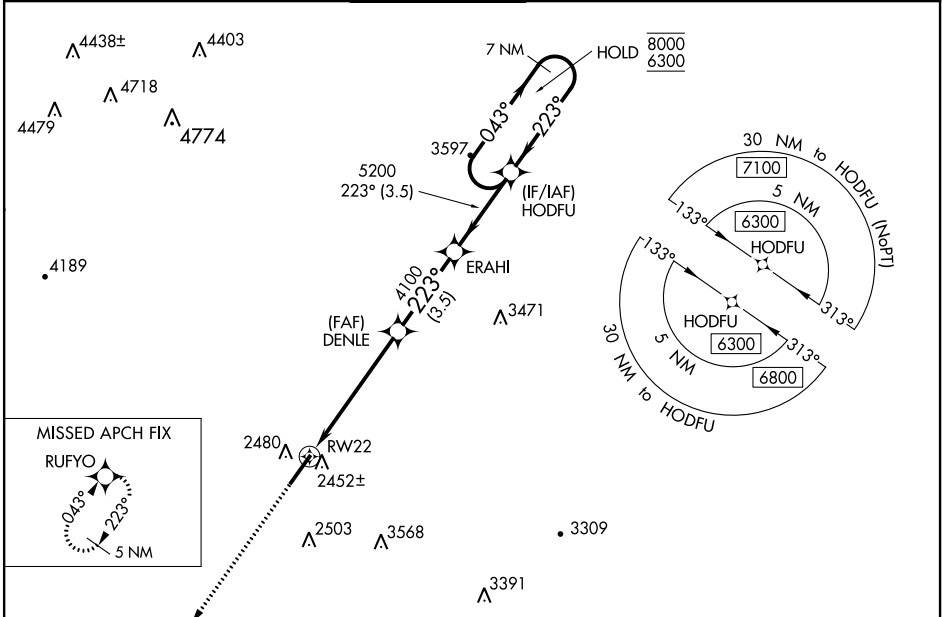 4438±
4403
4718
4479
4774
7 NM
HOLD 8000
6300
043°
223°
3597
5200
223° (3.5)
(IF/IAF)
HODFU
4189
ERAHI
4100
223°
(3.5)
(FAF)
DENLE
3471
30 NM to HODFU (NoPT)
7100
5 NM
133°
6300
HODFU
313°
133°
HODFU
6300
313°
5 NM
6800
30 NM to HODFU
MISSED APCH FIX
RUFYO
043°
223°
5 NM
2480
RW22
2452±
2503
3568
3309
3391